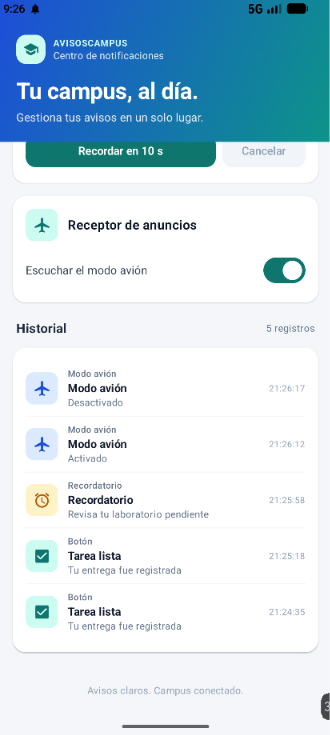 9:26
5G
AVISOSCAMPUS
Centro de notificaciones
Tu campus, al día.
Gestiona tus avisos en un solo lugar.
Recordar en 10 s
Cancelar
Receptor de anuncios
Escuchar el modo avión
Historial
5 registros
Modo avión
Modo avión
21:26:17
Desactivado
Modo avión
Modo avión
21:26:12
Activado
Recordatorio
Recordatorio
21:25:58
Revisa tu laboratorio pendiente
Botón
Tarea lista
21:25:18
Tu entrega fue registrada
Botón
Tarea lista
21:24:35
Tu entrega fue registrada
Avisos claros. Campus conectado.